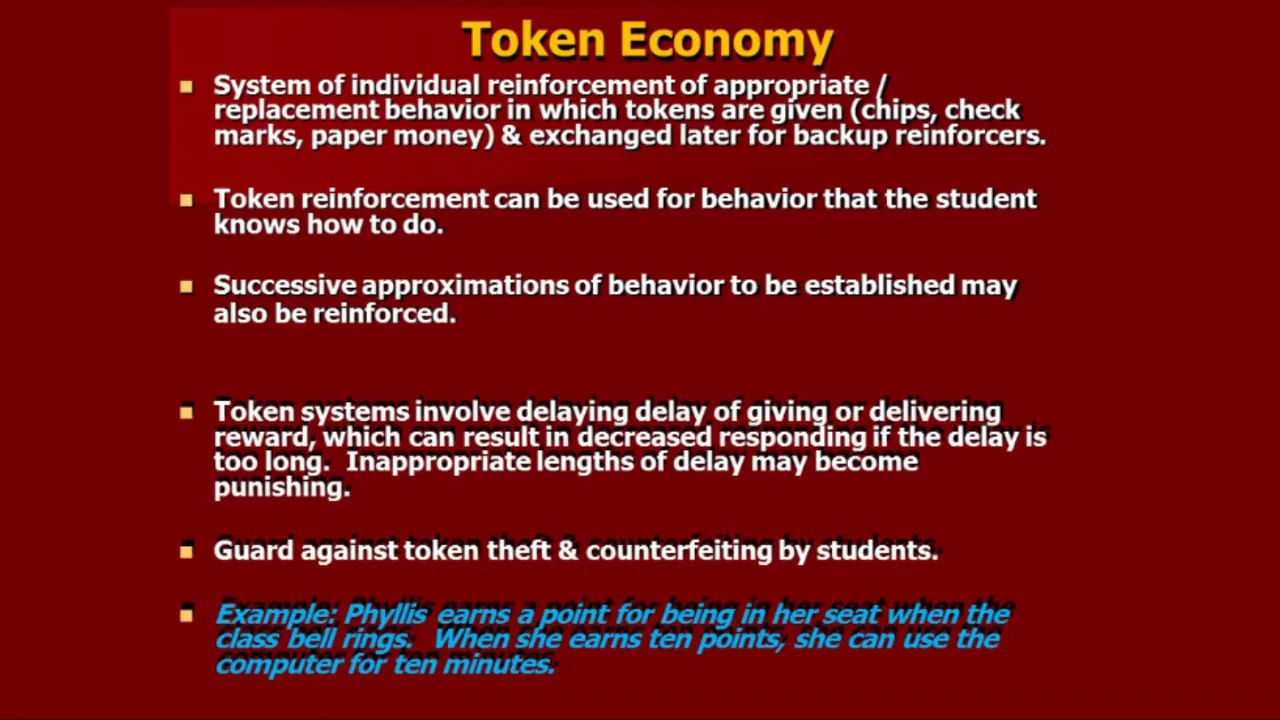 Token Economy
System of individual reinforcement of appropriate /
replacement behavior in which tokens are given (chips, check
marks, paper money) & exchanged later for backup reinforcers.
Token reinforcement can be used for behavior that the student
knows how to do.
Successive approximations of behavior to be established may
also be reinforced.
Token systems involve delaying delay of giving or delivering
reward, which can result in decreased responding if the delay is
too long. Inappropriate lengths of delay may become
punishing.
Guard against token theft & counterfeiting by students.
Example: Phyllis earns a point for being in her seat when the
class bell rings. When she earns ten points, she can use the
computer for ten minutes.